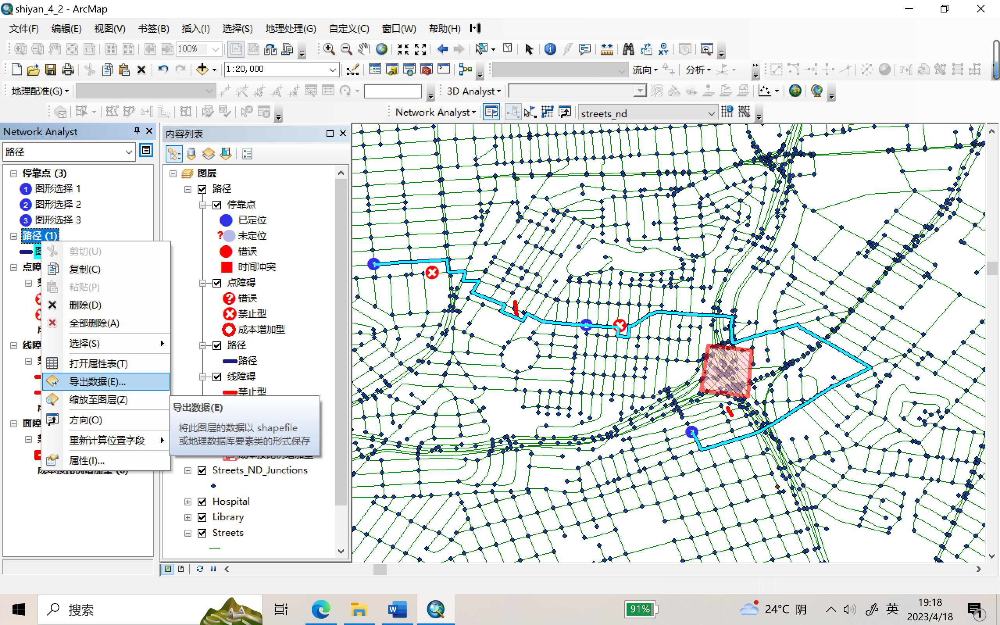 shiyan_4_2 - ArcMap
文件(F) 编辑(E) 视图(V) 书签(B) 插入(I) 选择(S) 地理处理(G) 自定义(C) 窗口(W) 帮助(H)
100%
1:20,000 流向 分析
地理配准(G) 3D Analyst
Network Analyst streets_nd
Network Analyst
路径
停靠点 (3)
1 图形选择 1
2 图形选择 2
3 图形选择 3
路径 (1)
点障
线障
面障
剪切(U)
复制(C)
粘贴(P)
删除(D)
全部删除(A)
选择(S)
打开属性表(T)
导出数据(E)...
缩放至图层(Z)
方向(O)
重新计算位置字段
属性(I)...
导出数据(E)
将此图层的数据以 shapefile
或地理数据库要素类的形式保存
内容列表
图层
路径
停靠点
已定位
未定位
错误
时间冲突
点障碍
错误
禁止型
成本增加型
路径
路径
线障碍
禁止型
Streets_ND_Junctions
Hospital
Library
Streets
1
2
3
搜索
91%
24°C 阴
英
19:18
2023/4/18
1